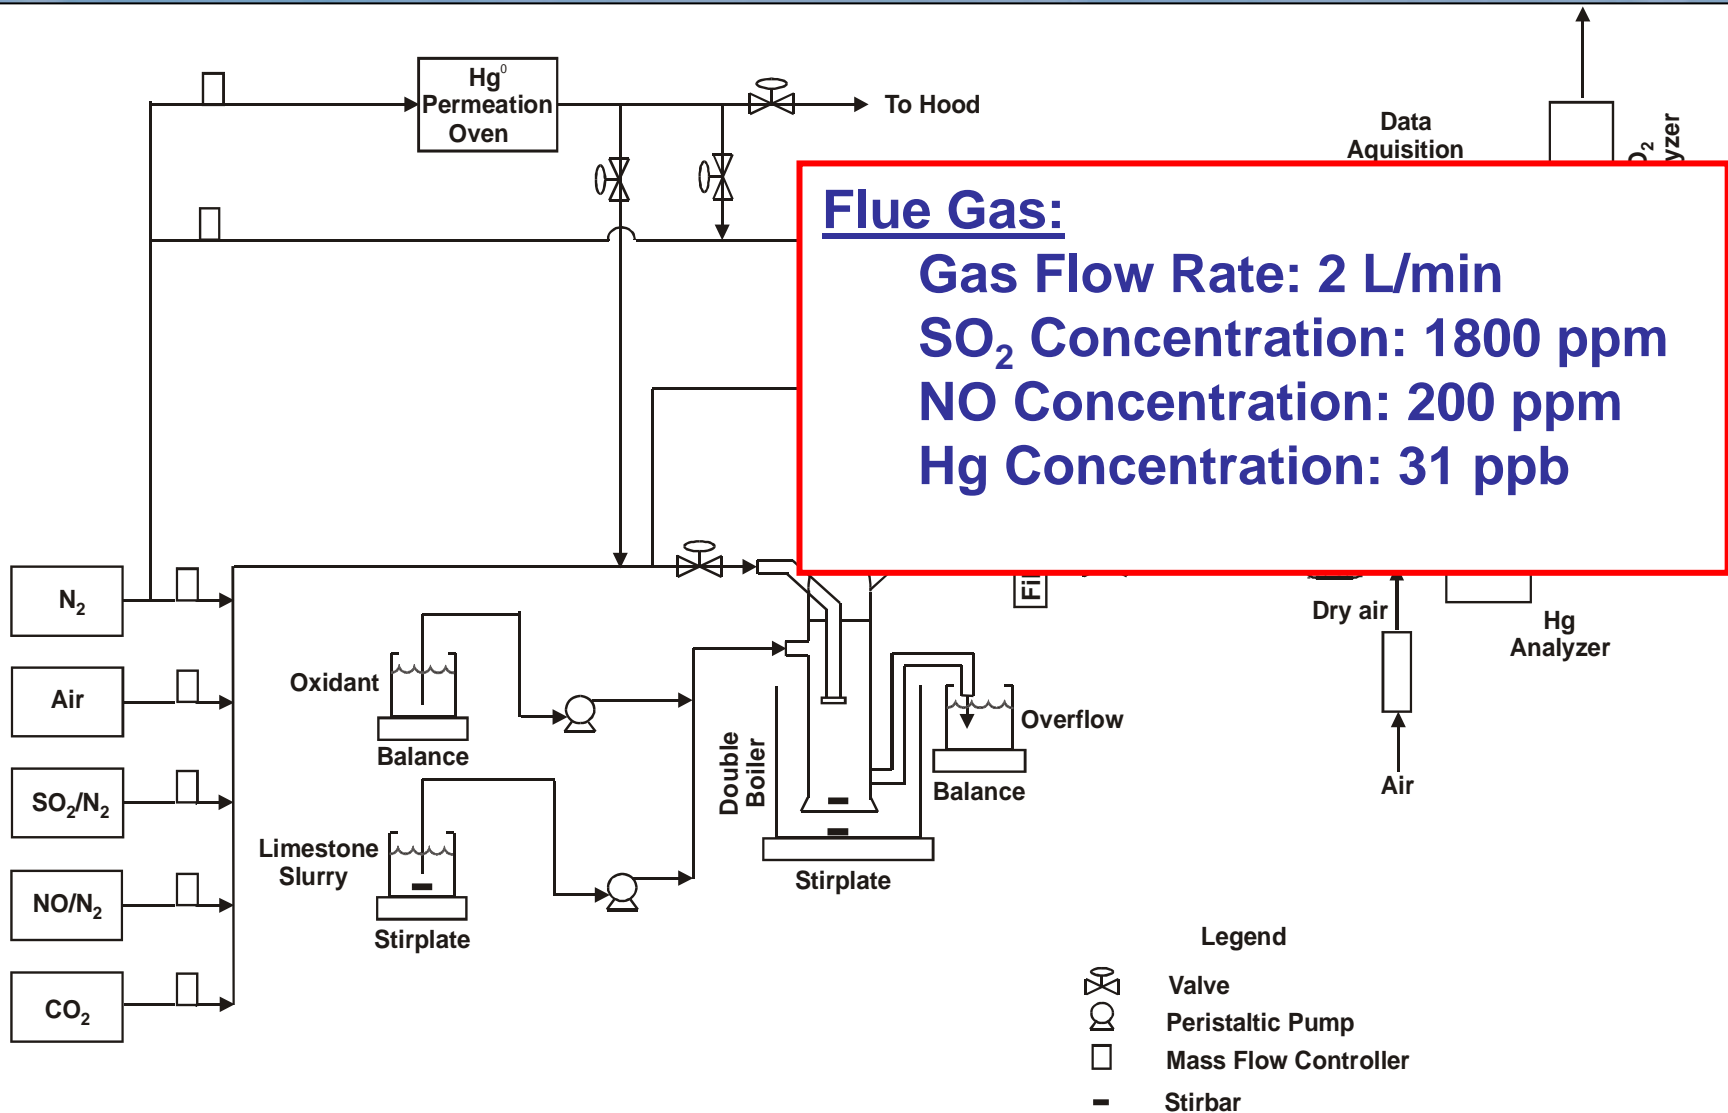 Hg⁰
Permeation
Oven
To Hood
Data
Aquisition
Flue Gas:
Gas Flow Rate: 2 L/min
SO₂ Concentration: 1800 ppm
NO Concentration: 200 ppm
Hg Concentration: 31 ppb
N₂
Air
SO₂/N₂
NO/N₂
CO₂
Oxidant
Balance
Limestone
Slurry
Stirplate
Double
Boiler
Stirplate
Overflow
Balance
Dry air
Air
Hg
Analyzer
Legend
Valve
Peristaltic Pump
Mass Flow Controller
Stirbar